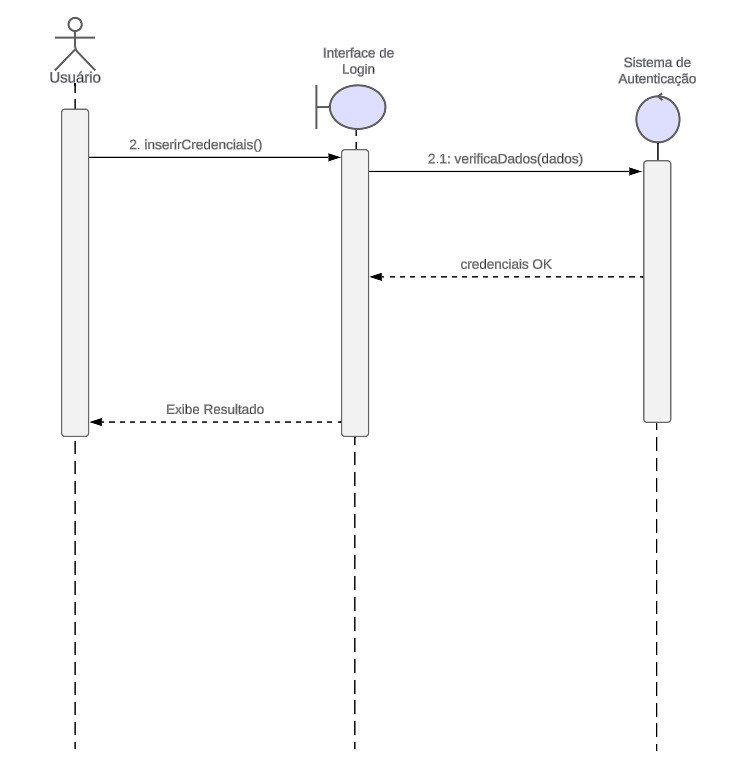 Usuário
Interface de
Login
Sistema de
Autenticação
2. inserirCredenciais()
2.1: verificaDados(dados)
credenciais OK
Exibe Resultado